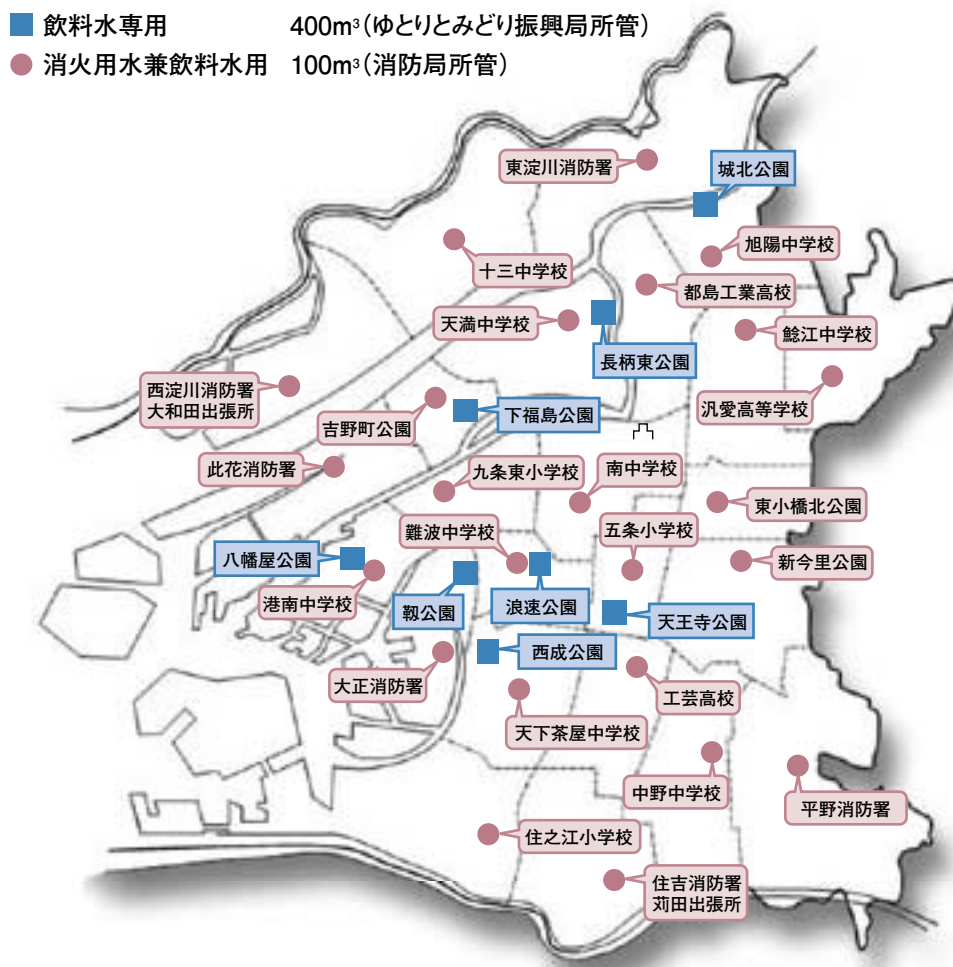 飲料水専用 400m³(ゆとりとみどり振興局所管)
消火用水兼飲料水用 100m³(消防局所管)
東淀川消防署
城北公園
旭陽中学校
十三中学校
都島工業高校
天満中学校
鯰江中学校
長柄東公園
西淀川消防署
大和田出張所
汎愛高等学校
吉野町公園
下福島公園
此花消防署
九条東小学校
南中学校
東小橋北公園
難波中学校
五条小学校
八幡屋公園
新今里公園
港南中学校
靱公園
浪速公園
天王寺公園
西成公園
大正消防署
工芸高校
天下茶屋中学校
中野中学校
平野消防署
住之江小学校
住吉消防署
苅田出張所